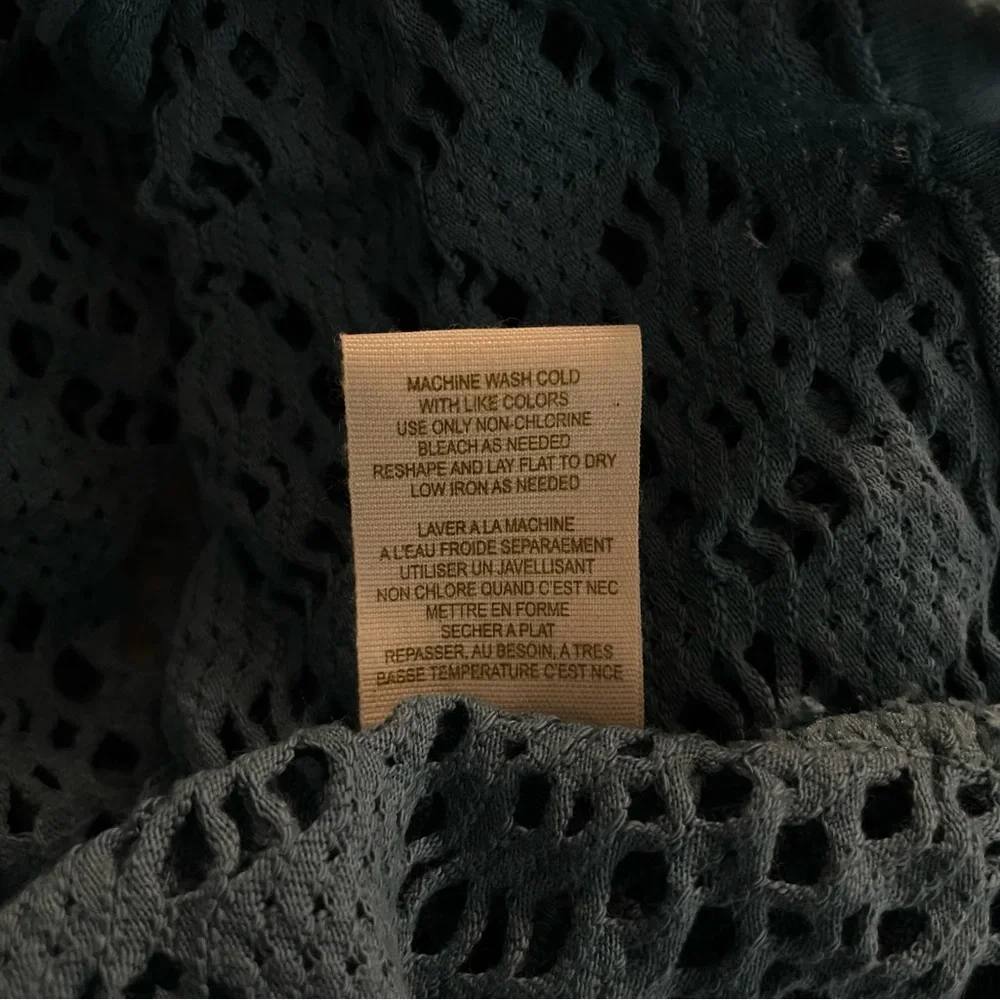 MACHINE WASH COLD
WITH LIKE COLORS
USE ONLY NON-CHLORINE
BLEACH AS NEEDED
RESHAPE AND LAY FLAT TO DRY
LOW IRON AS NEEDED
LAVER A LA MACHINE
A L'EAU FROIDE SEPARAEMENT
UTILISER UN JAVELLISANT
NON CHLORE QUAND C'EST NEC
METTRE EN FORME
SECHER A PLAT
REPASSER, AU BESOIN, A TRES
BASSE TEMPERATURE C'EST NCE